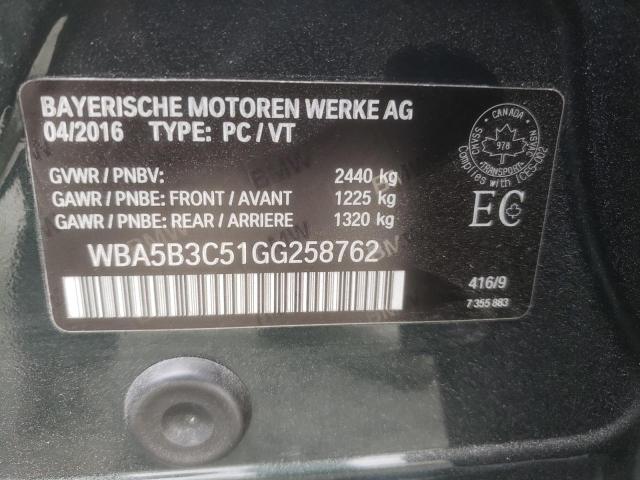 BAYERISCHE MOTOREN WERKE AG
04/2016 TYPE: PC / VT
GVWR / PNBV: 2440 kg
GAWR / PNBE: FRONT / AVANT 1225 kg
GAWR / PNBE: REAR / ARRIERE 1320 kg
WBA5B3C51GG258762
CANADA
978
TRANSPORT
EC
416/9
7 355 883